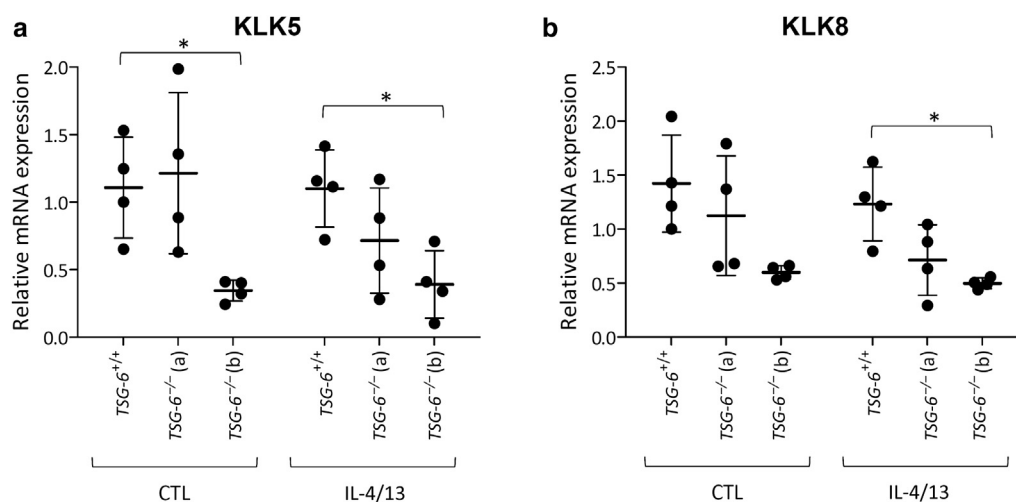 a KLK5
Relative mRNA expression
2.0
1.5
1.0
0.5
0.0
*
*
TSG-6+/+
TSG-6−/− (a)
TSG-6−/− (b)
TSG-6+/+
TSG-6−/− (a)
TSG-6−/− (b)
CTL
IL-4/13
b KLK8
Relative mRNA expression
2.5
2.0
1.5
1.0
0.5
0.0
*
TSG-6+/+
TSG-6−/− (a)
TSG-6−/− (b)
TSG-6+/+
TSG-6−/− (a)
TSG-6−/− (b)
CTL
IL-4/13